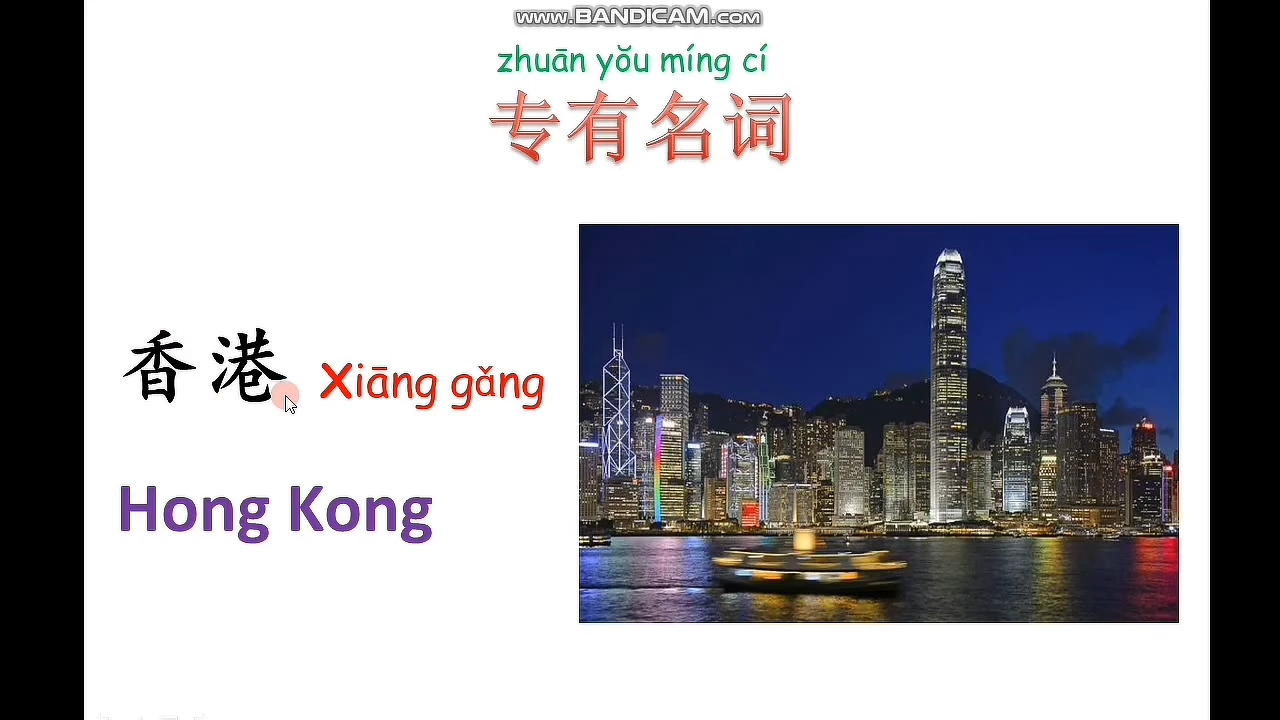 www.BANDICAM.com
zhuān yǒu míng cí
专有名词
香港 Xiāng gǎng
Hong Kong